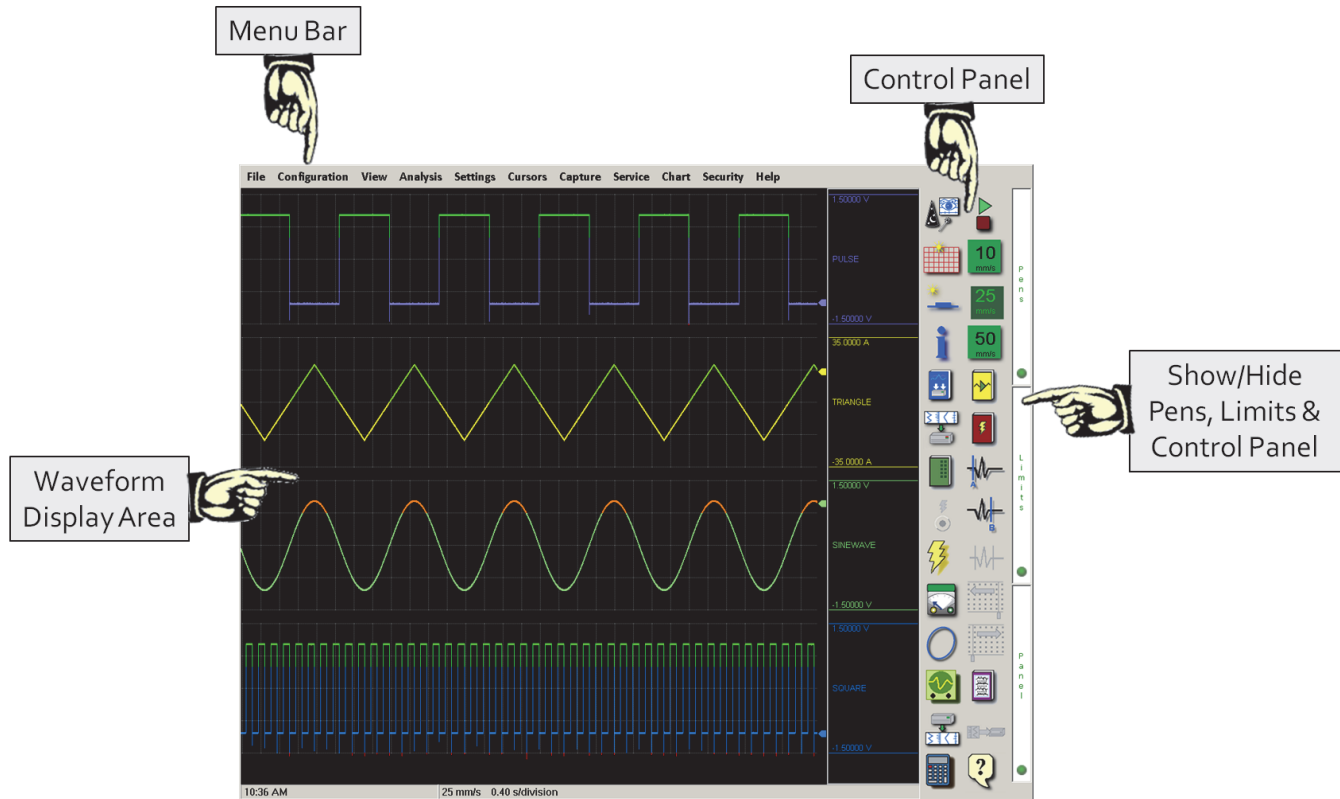 Menu Bar
Control Panel
File Configuration View Analysis Settings Cursors Capture Service Chart Security Help
1.50000 V
PULSE
-1.50000 V
35.0000 A
TRIANGLE
-35.0000 A
1.50000 V
SINEWAVE
-1.50000 V
1.50000 V
SQUARE
-1.50000 V
10
mm/s
25
mm/s
50
mm/s
A
B
?
Pens
Limits
Panel
Show/Hide
Pens, Limits &
Control Panel
Waveform
Display Area
10:36 AM
25 mm/s 0.40 s/division